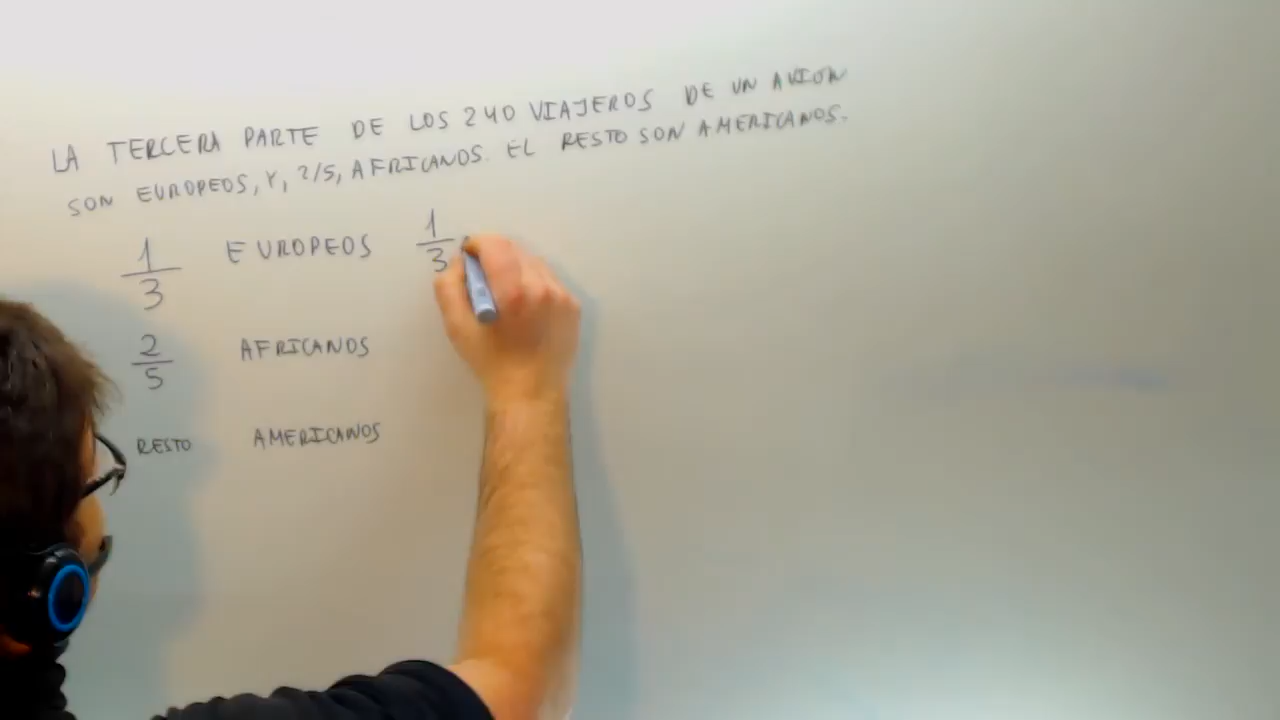 LA TERCERA PARTE DE LOS 240 VIAJEROS DE UN AVION
SON EUROPEOS, Y, 2/5, AFRICANOS. EL RESTO SON AMERICANOS.
1/3 EUROPEOS 1/3
2/5 AFRICANOS
RESTO AMERICANOS